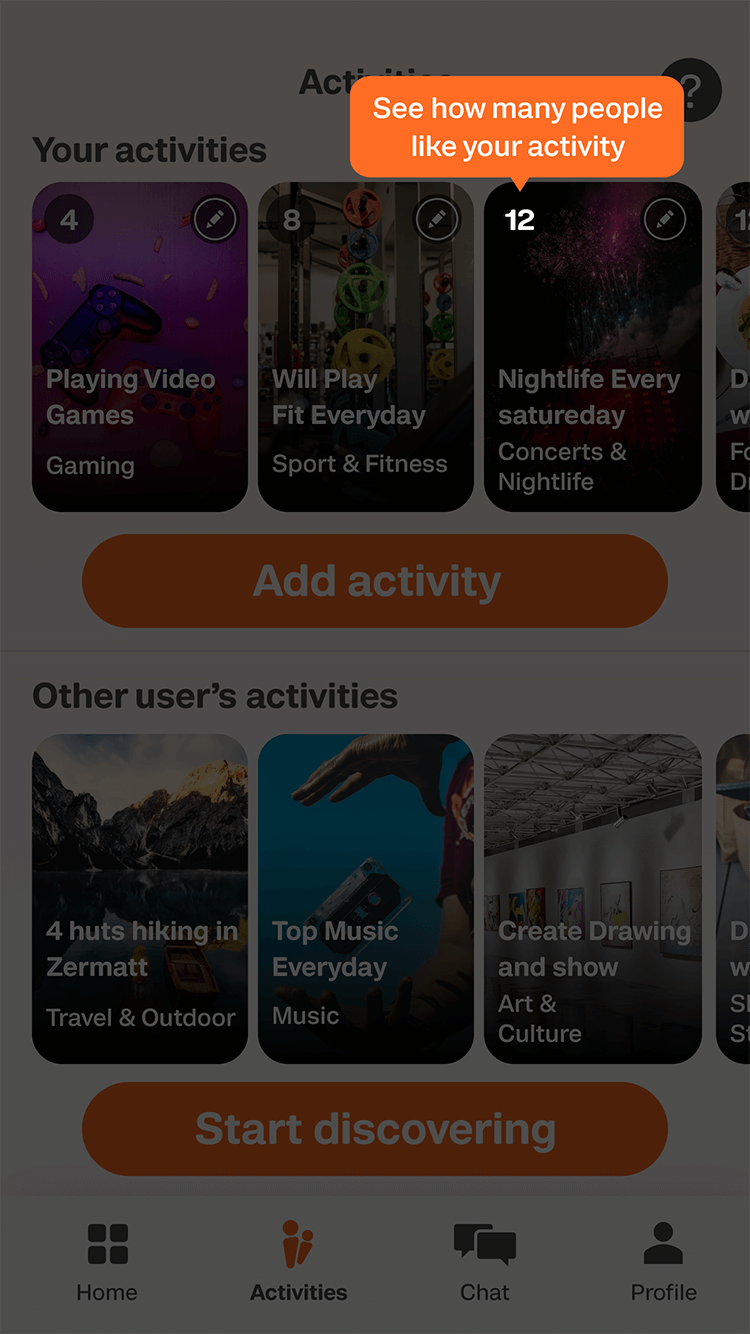 Activities
?
See how many people
like your activity
Your activities
4
8
12
Playing Video
Games
Gaming
Will Play
Fit Everyday
Sport & Fitness
Nightlife Every
satureday
Concerts &
Nightlife
Add activity
Other user’s activities
4 huts hiking in
Zermatt
Travel & Outdoor
Top Music
Everyday
Music
Create Drawing
and show
Art &
Culture
Start discovering
Home
Activities
Chat
Profile